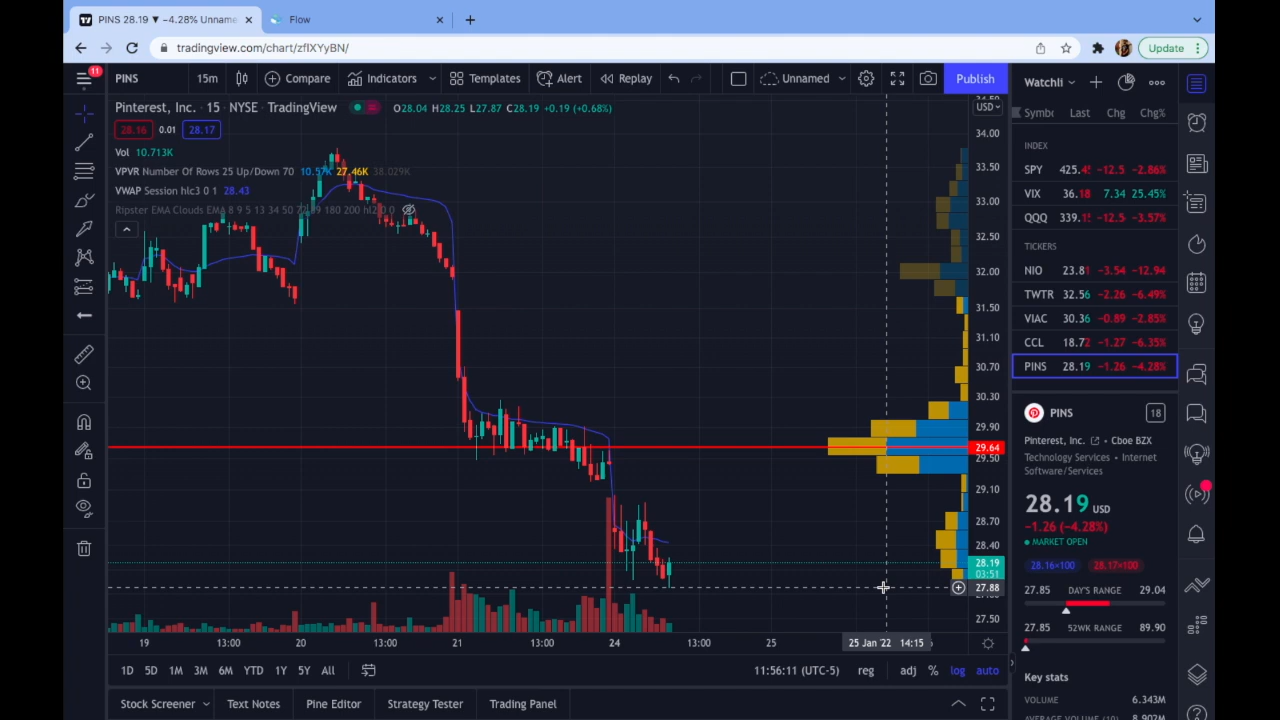 PINS 28.19 ▼ −4.28% Unname
Flow
tradingview.com/chart/zfIXYyBN/
Update
11
PINS
15m
Compare
Indicators
Templates
Alert
Replay
Unnamed
Publish
Pinterest, Inc. · 15 · NYSE · TradingView
O28.04 H28.25 L27.87 C28.19 +0.19 (+0.68%)
28.16
0.01
28.17
Vol 10.713K
VPVR Number Of Rows 25 Up/Down 70 10.57K 27.46K 38.029K
VWAP Session hlc3 0 1 28.43
USD
34.00
33.50
33.00
32.50
32.00
31.50
31.10
30.70
30.30
29.90
29.64
29.50
29.10
28.70
28.40
28.19
03:51
27.88
27.50
19
13:00
20
13:00
21
13:00
24
13:00
25
25 Jan '22 14:15
1D 5D 1M 3M 6M YTD 1Y 5Y All
11:56:11 (UTC-5)
reg
adj
%
log
auto
Stock Screener
Text Notes
Pine Editor
Strategy Tester
Trading Panel
Watchli
Symbc Last Chg Chg%
INDEX
SPY 425.4 −12.5 −2.86%
VIX 36.18 7.34 25.45%
QQQ 339.1 −12.5 −3.57%
TICKERS
NIO 23.81 −3.54 −12.94
TWTR 32.56 −2.26 −6.49%
VIAC 30.36 −0.89 −2.85%
CCL 18.72 −1.27 −6.35%
PINS 28.19 −1.26 −4.28%
PINS
18
Pinterest, Inc. • Cboe BZX
Technology Services • Internet
Software/Services
28.19 USD
−1.26 (−4.28%)
MARKET OPEN
28.16×100
28.17×100
27.85 DAY'S RANGE 29.04
27.85 52WK RANGE 89.90
Key stats
VOLUME 6.343M
AVERAGE VOLUME (10) 8.902M